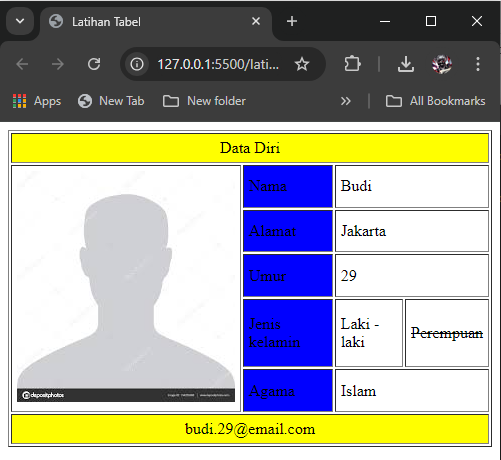 Latihan Tabel
127.0.0.1:5500/lati...
Apps
New Tab
New folder
All Bookmarks
Data Diri
Nama
Budi
Alamat
Jakarta
Umur
29
Jenis
kelamin
Laki -
laki
Perempuan
Agama
Islam
depositphotos
budi.29@email.com